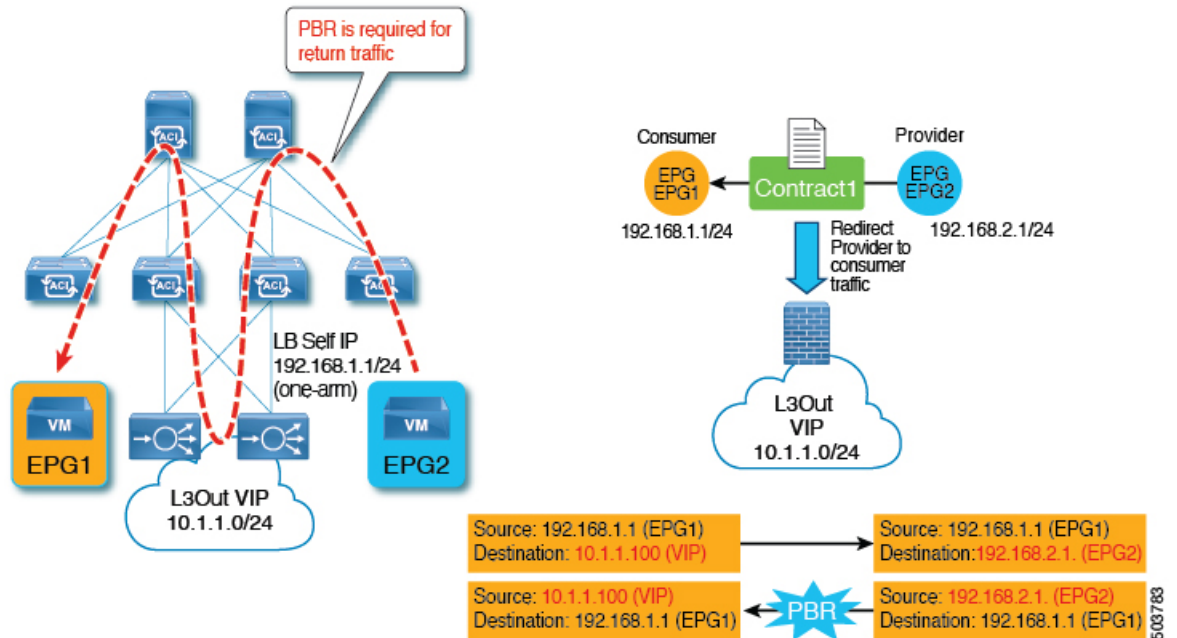 PBR is required for
return traffic
ACI
ACI
ACI
ACI
ACI
ACI
LB Self IP
192.168.1.1/24
(one-arm)
VM
EPG1
VM
EPG2
L3Out VIP
10.1.1.0/24
Consumer
Provider
EPG
EPG1
Contract1
EPG
EPG2
192.168.1.1/24
192.168.2.1/24
Redirect
Provider to
consumer
traffic
L3Out
VIP
10.1.1.0/24
Source: 192.168.1.1 (EPG1)
Destination: 10.1.1.100 (VIP)
Source: 192.168.1.1 (EPG1)
Destination:192.168.2.1. (EPG2)
Source: 10.1.1.100 (VIP)
Destination: 192.168.1.1 (EPG1)
PBR
Source: 192.168.2.1. (EPG2)
Destination: 192.168.1.1 (EPG1)
503783